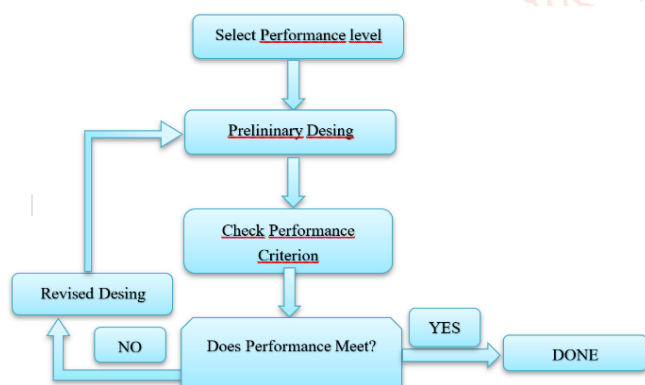 Select Performance level
Prelininary Desing
Check Performance
Criterion
Revised Desing
NO
Does Performance Meet?
YES
DONE